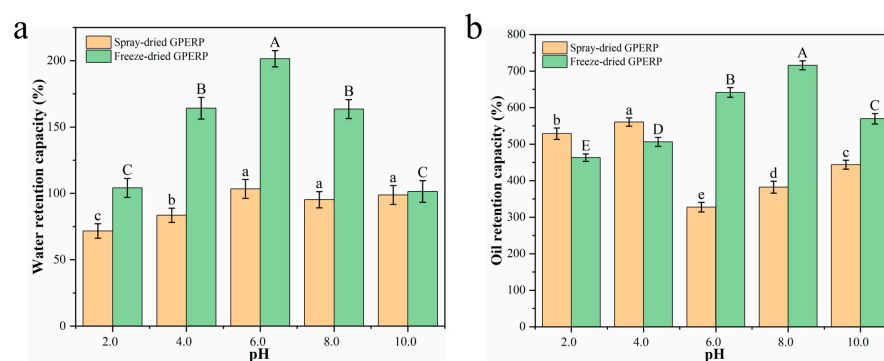 a
Spray-dried GPERP
Freeze-dried GPERP
Water retention capacity (%)
200
150
100
50
0
c
C
b
B
a
A
a
B
a
C
2.0
4.0
6.0
8.0
10.0
pH
b
Spray-dried GPERP
Freeze-dried GPERP
Oil retention capacity (%)
800
700
600
500
400
300
200
100
0
b
E
a
D
e
B
d
A
c
C
2.0
4.0
6.0
8.0
10.0
pH